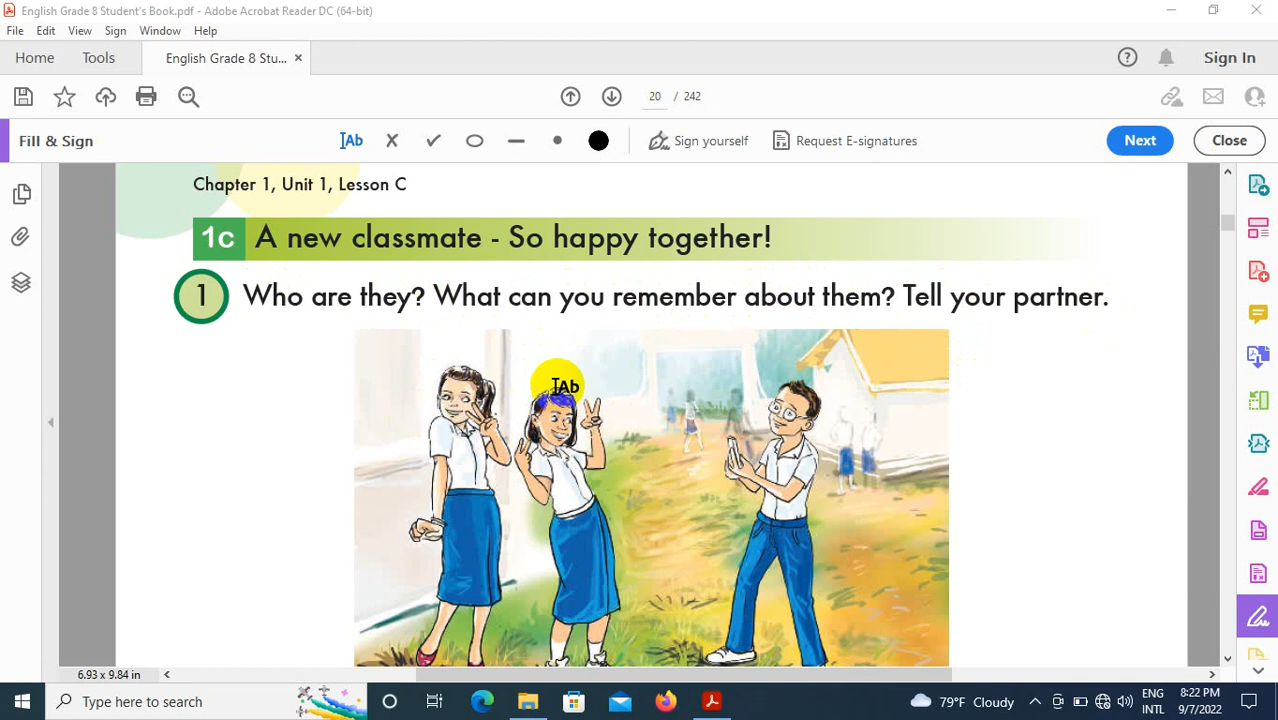 English Grade 8 Student's Book.pdf - Adobe Acrobat Reader DC (64-bit)
File Edit View Sign Window Help
Home Tools English Grade 8 Stu...
Sign In
20 / 242
Fill & Sign
Ab
Sign yourself
Request E-signatures
Next
Close
Chapter 1, Unit 1, Lesson C
1c A new classmate - So happy together!
1 Who are they? What can you remember about them? Tell your partner.
Ab
6.93 x 9.84 in
Type here to search
79°F Cloudy
ENG
INTL
8:22 PM
9/7/2022